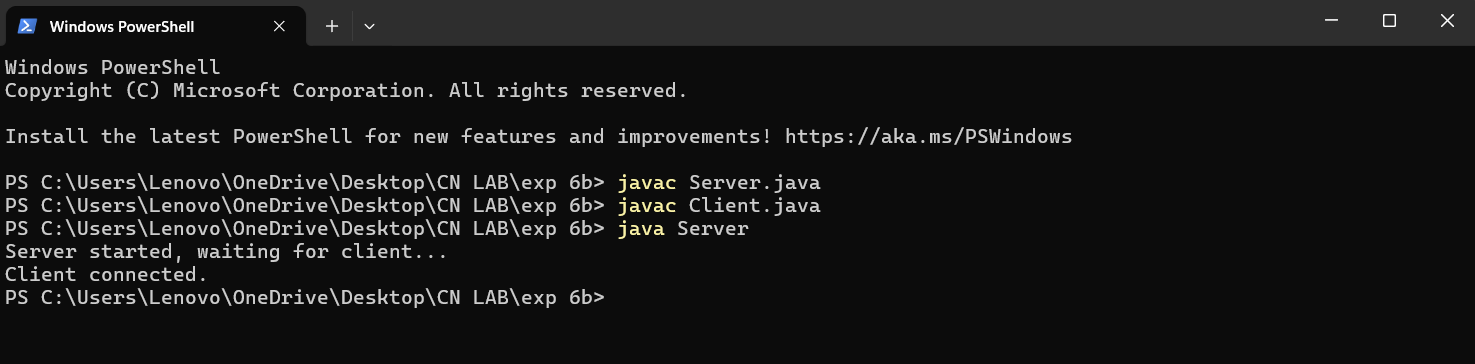 Windows PowerShell
Windows PowerShell
Copyright (C) Microsoft Corporation. All rights reserved.
Install the latest PowerShell for new features and improvements! https://aka.ms/PSWindows
PS C:\Users\Lenovo\OneDrive\Desktop\CN LAB\exp 6b> javac Server.java
PS C:\Users\Lenovo\OneDrive\Desktop\CN LAB\exp 6b> javac Client.java
PS C:\Users\Lenovo\OneDrive\Desktop\CN LAB\exp 6b> java Server
Server started, waiting for client...
Client connected.
PS C:\Users\Lenovo\OneDrive\Desktop\CN LAB\exp 6b>